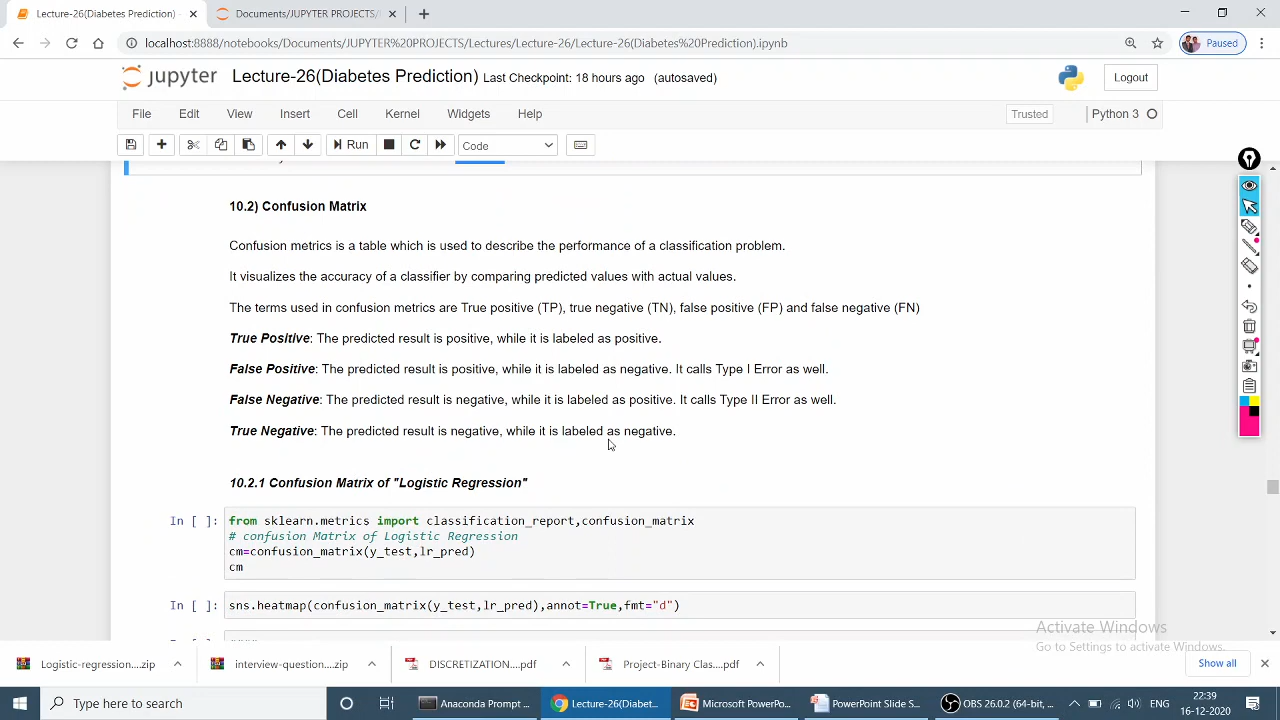 Lecture-26(Diabetes Prediction)
Documents/JUPYTER PROJECTS/
localhost:8888/notebooks/Documents/JUPYTER%20PROJECTS/Lectures/Lecture-26/Lecture-26(Diabetes%20Prediction).ipynb
Paused
jupyter Lecture-26(Diabetes Prediction) Last Checkpoint: 18 hours ago (autosaved)
Logout
File Edit View Insert Cell Kernel Widgets Help
Trusted
Python 3
Run
Code
10.2) Confusion Matrix
Confusion metrics is a table which is used to describe the performance of a classification problem.
It visualizes the accuracy of a classifier by comparing predicted values with actual values.
The terms used in confusion metrics are True positive (TP), true negative (TN), false positive (FP) and false negative (FN)
True Positive: The predicted result is positive, while it is labeled as positive.
False Positive: The predicted result is positive, while it is labeled as negative. It calls Type I Error as well.
False Negative: The predicted result is negative, while it is labeled as positive. It calls Type II Error as well.
True Negative: The predicted result is negative, while it is labeled as negative.
10.2.1 Confusion Matrix of "Logistic Regression"
In [ ]: from sklearn.metrics import classification_report,confusion_matrix
# confusion Matrix of Logistic Regression
cm=confusion_matrix(y_test,lr_pred)
cm
In [ ]: sns.heatmap(confusion_matrix(y_test,lr_pred),annot=True,fmt="d")
Activate Windows
Go to Settings to activate Windows.
Logistic-regression....zip
interview-question....zip
DISCRETIZATION....pdf
Project-Binary Clas....pdf
Show all
Type here to search
Anaconda Prompt ...
Lecture-26(Diabet...
Microsoft PowerPo...
PowerPoint Slide S...
OBS 26.0.2 (64-bit, ...
ENG
22:39
16-12-2020